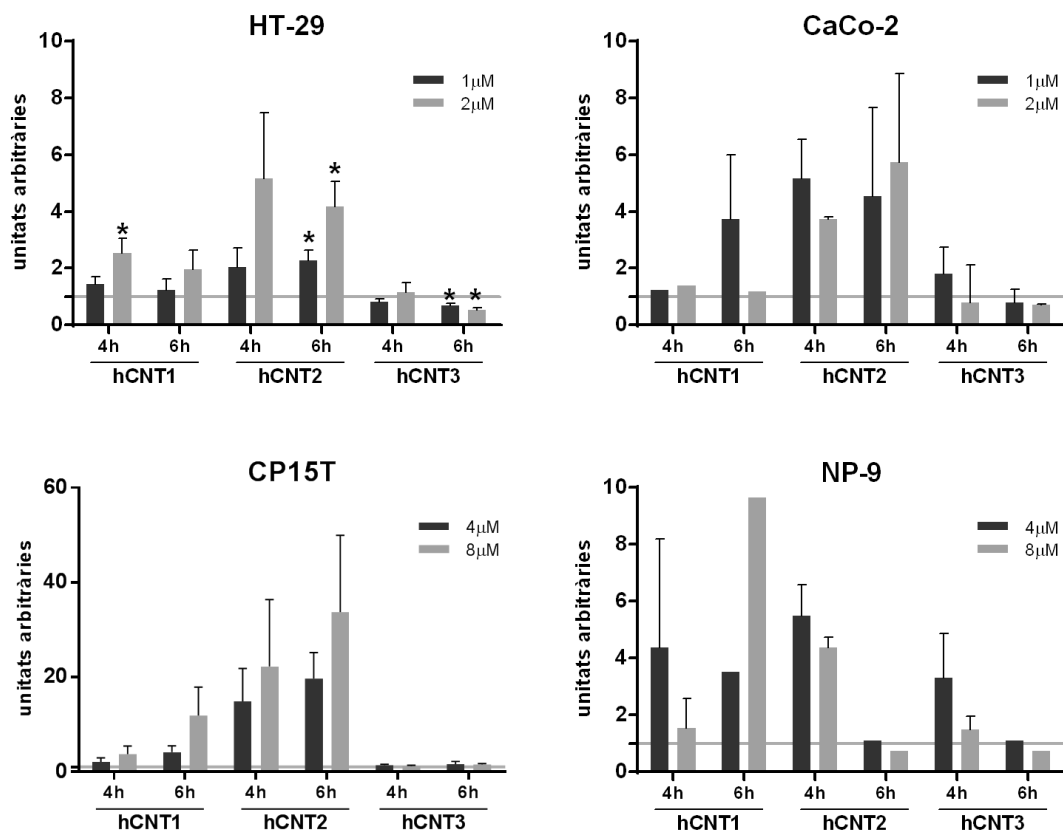 HT-29
unitats arbitràries
10
8
6
4
2
0
1µM
2µM
*
*
*
*
*
4h 6h 4h 6h 4h 6h
hCNT1 hCNT2 hCNT3
CaCo-2
unitats arbitràries
10
8
6
4
2
0
1µM
2µM
4h 6h 4h 6h 4h 6h
hCNT1 hCNT2 hCNT3
CP15T
unitats arbitràries
60
40
20
0
4µM
8µM
4h 6h 4h 6h 4h 6h
hCNT1 hCNT2 hCNT3
NP-9
unitats arbitràries
10
8
6
4
2
0
4µM
8µM
4h 6h 4h 6h 4h 6h
hCNT1 hCNT2 hCNT3